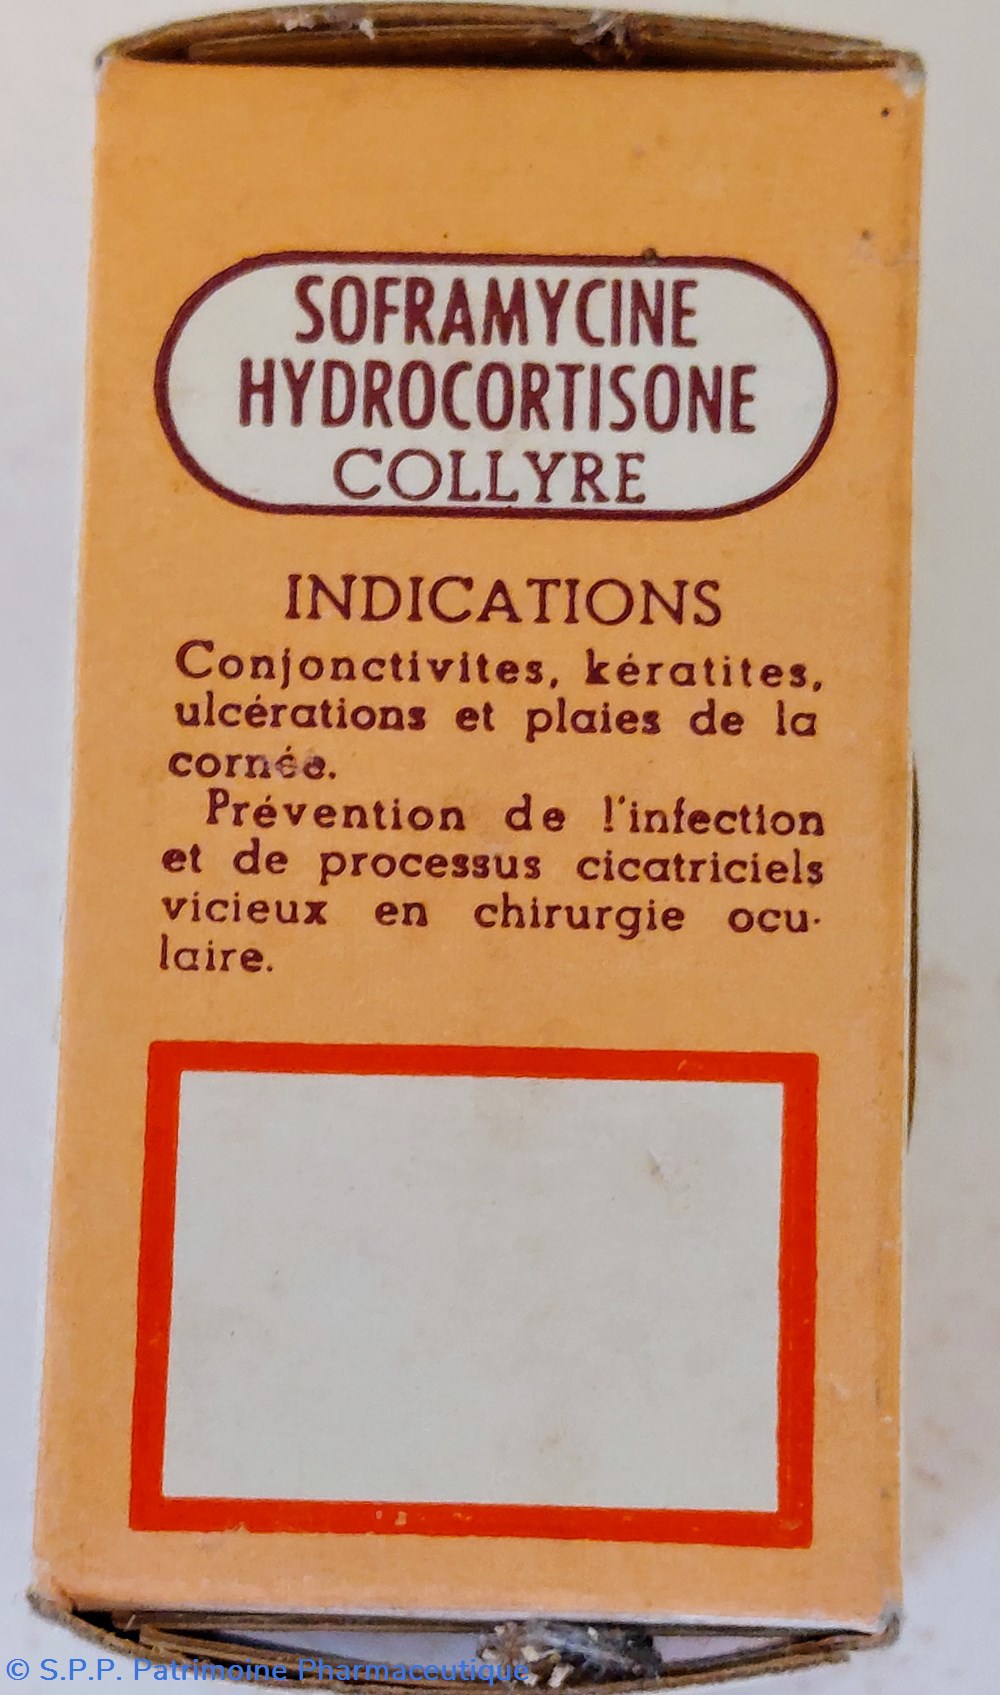 SOFRAMYCINE
HYDROCORTISONE
COLLYRE
INDICATIONS
Conjonctivites, kératites,
ulcérations et plaies de la
cornée.
Prévention de l'infection
et de processus cicatriciels
vicieux en chirurgie ocu-
laire.
© S.P.P. Patrimoine Pharmaceutique